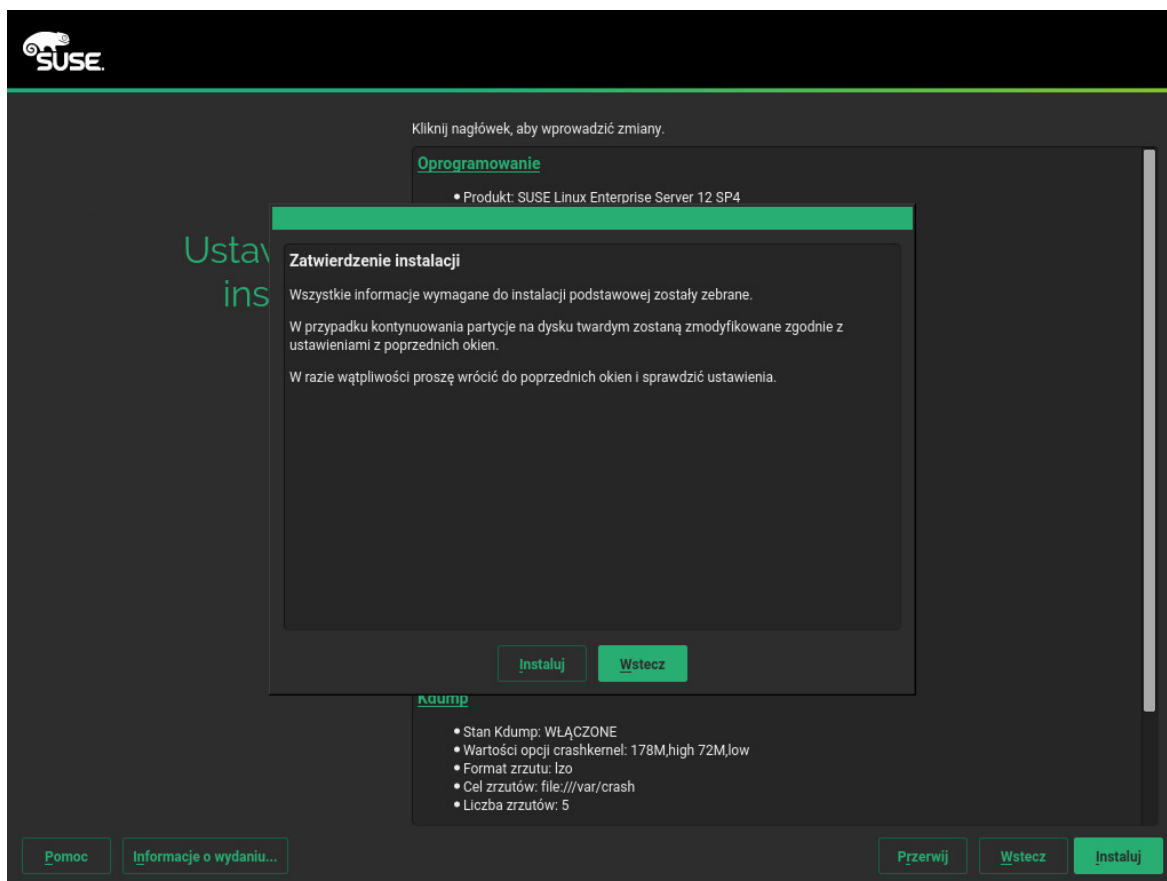 SUSE.
Kliknij nagłówek, aby wprowadzić zmiany.
Oprogramowanie
• Produkt: SUSE Linux Enterprise Server 12 SP4
Zatwierdzenie instalacji
Wszystkie informacje wymagane do instalacji podstawowej zostały zebrane.
W przypadku kontynuowania partycje na dysku twardym zostaną zmodyfikowane zgodnie z
ustawieniami z poprzednich okien.
W razie wątpliwości proszę wrócić do poprzednich okien i sprawdzić ustawienia.
Instaluj
Wstecz
Kdump
• Stan Kdump: WŁĄCZONE
• Wartości opcji crashkernel: 178M,high 72M,low
• Format zrzutu: lzo
• Cel zrzutów: file:///var/crash
• Liczba zrzutów: 5
Pomoc
Informacje o wydaniu...
Przerwij
Wstecz
Instaluj